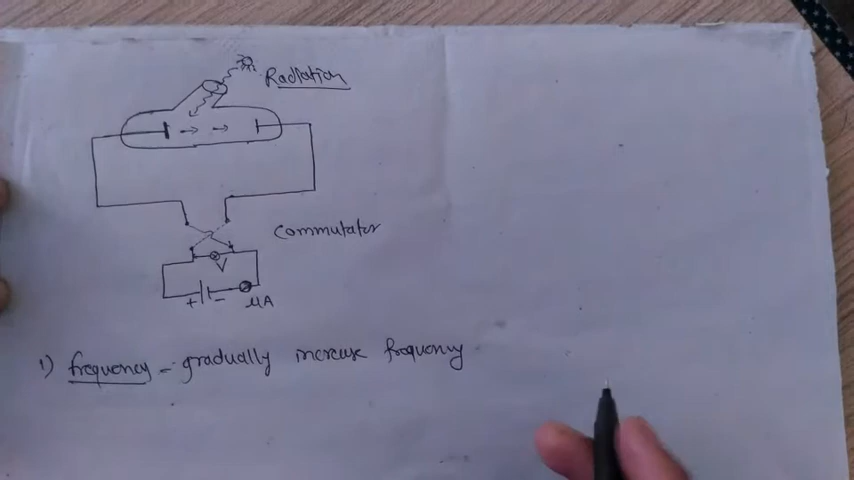 Radiation
Commutator
V
+ - μA
1) frequency - gradually increase frequency